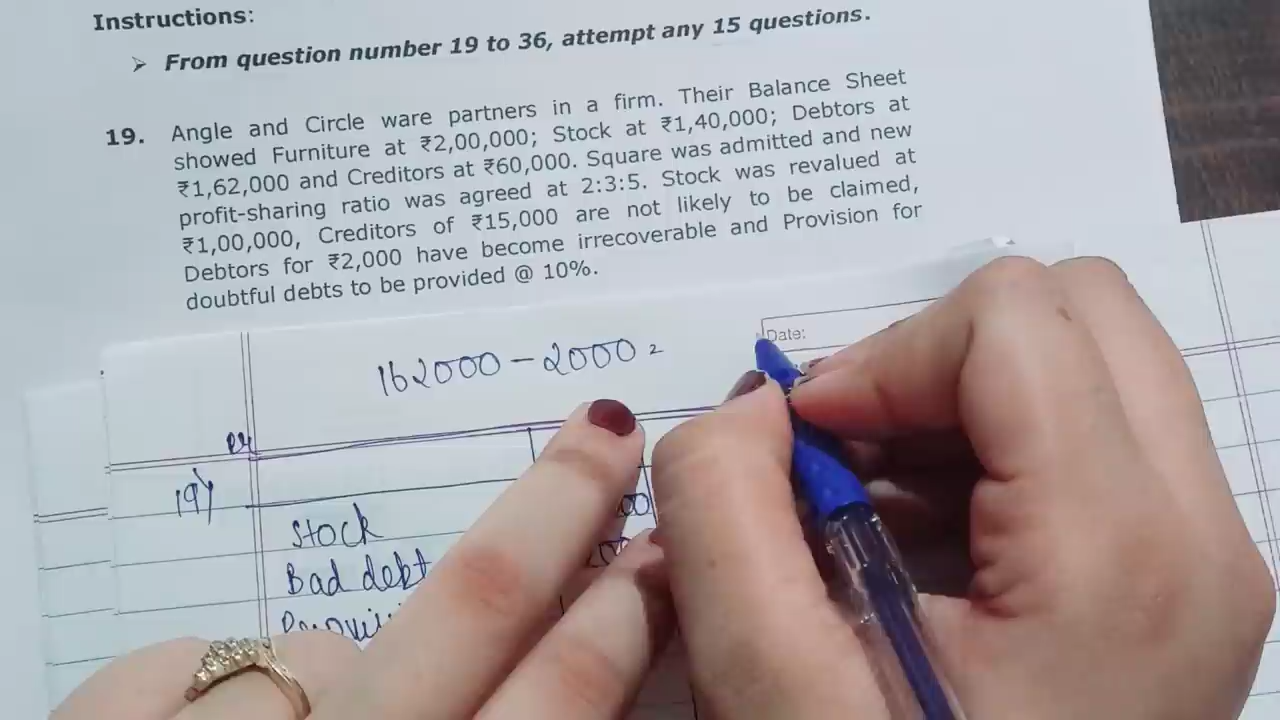 Instructions:
➢ From question number 19 to 36, attempt any 15 questions.
19. Angle and Circle ware partners in a firm. Their Balance Sheet
showed Furniture at ₹2,00,000; Stock at ₹1,40,000; Debtors at
₹1,62,000 and Creditors at ₹60,000. Square was admitted and new
profit-sharing ratio was agreed at 2:3:5. Stock was revalued at
₹1,00,000, Creditors of ₹15,000 are not likely to be claimed,
Debtors for ₹2,000 have become irrecoverable and Provision for
doubtful debts to be provided @ 10%.
Date:
162000-2000=
19)
Stock
Bad debt